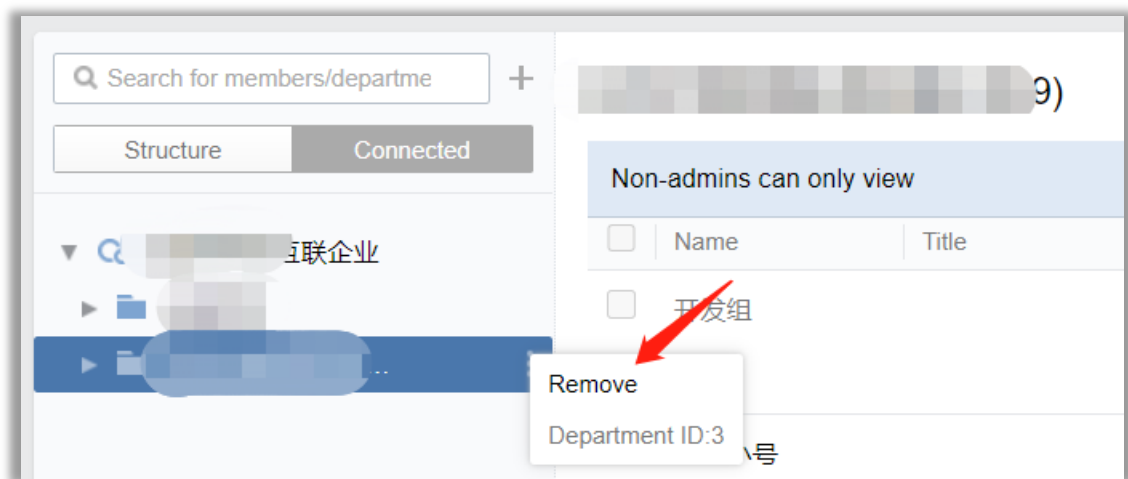 Search for members/departme
9)
Structure
Connected
Non-admins can only view
Name
Title
互联企业
开发组
...
Remove
Department ID:3
小号